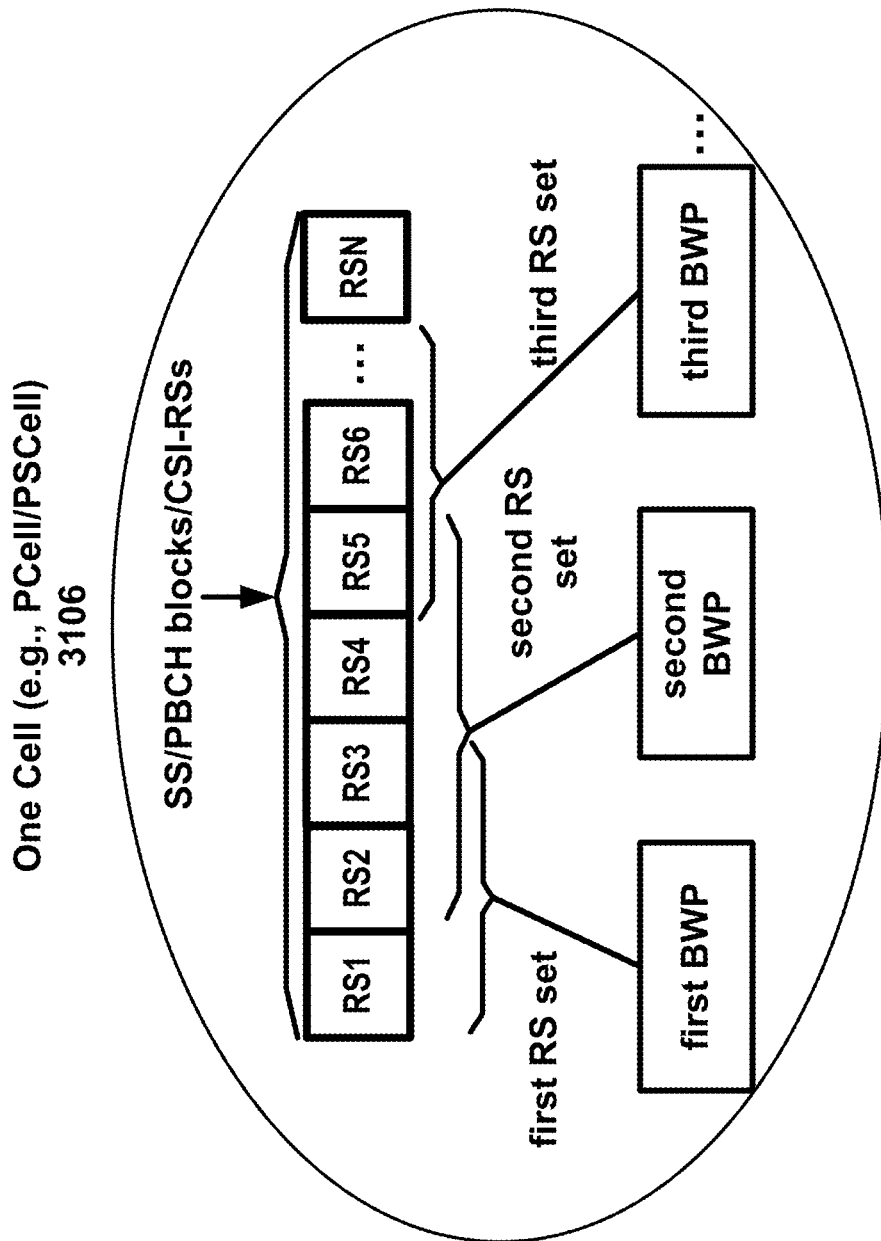 One Cell (e.g., PCell/PSCell)
3106
SS/PBCH blocks/CSI-RSs
RS1 RS2 RS3 RS4 RS5 RS6 ... RSN
first RS set
second RS
set
third RS set
first BWP
second
BWP
third BWP
...